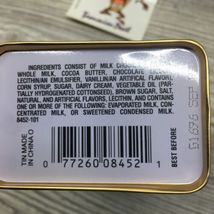 INGREDIENTS CONSIST OF MILK
WHOLE MILK, COCOA BUTTER, CHOCOLATE
LECITHIN(AN EMULSIFIER, VANILLIN(AN ARTIFICIAL FLAVOR),
CORN SYRUP, SUGAR, DAIRY CREAM, VEGETABLE OIL (PAR-
TIALLY HYDROGENATED COTTONSEED), BROWN SUGAR, SALT,
NATURAL, AND ARTIFICIAL FLAVORS, LECITHIN, AND CONTAINS
ONE OR MORE OF THE FOLLOWING: EVAPORATED MILK, CON-
CENTRATED MILK, OR SWEETENED CONDENSED MILK.
8452-101
TIN MADE
IN CHINA
0 77260 08452 1
BEST BEFORE